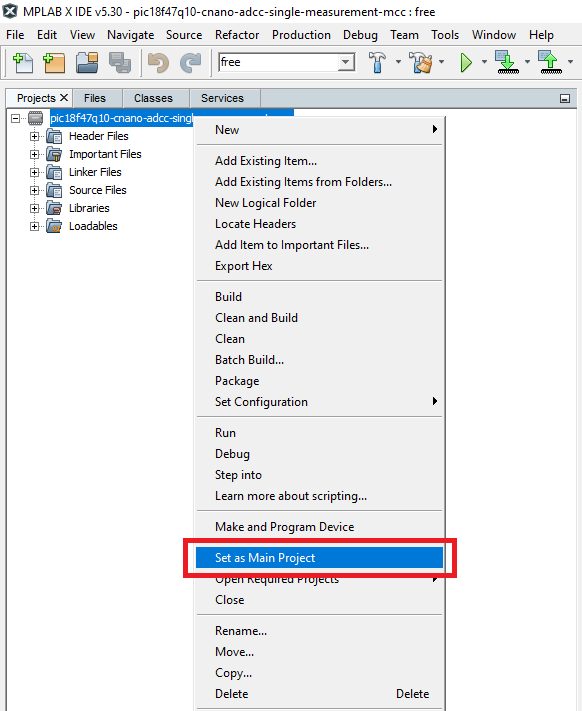 MPLAB X IDE v5.30 - pic18f47q10-cnano-adcc-single-measurement-mcc : free
File Edit View Navigate Source Refactor Production Debug Team Tools Window Help
free
Projects Files Classes Services
pic18f47q10-cnano-adcc-sing
Header Files
Important Files
Linker Files
Source Files
Libraries
Loadables
New
Add Existing Item...
Add Existing Items from Folders...
New Logical Folder
Locate Headers
Add Item to Important Files...
Export Hex
Build
Clean and Build
Clean
Batch Build...
Package
Set Configuration
Run
Debug
Step into
Learn more about scripting...
Make and Program Device
Set as Main Project
Open Required Projects
Close
Rename...
Move...
Copy...
Delete Delete